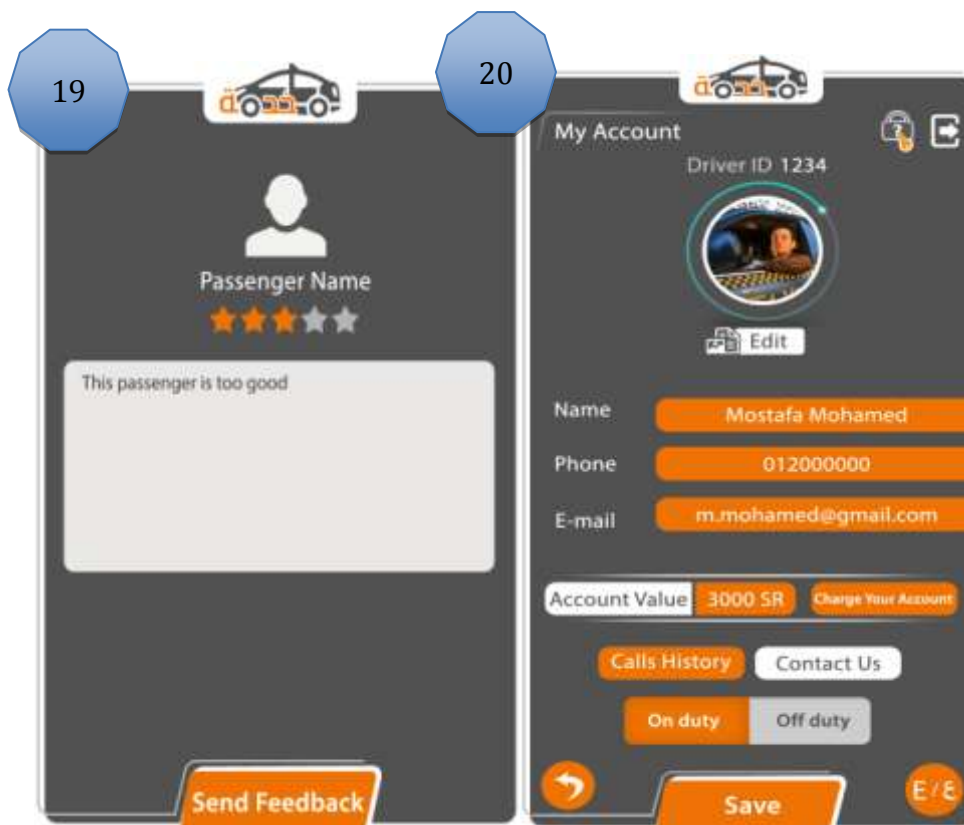 19
Passenger Name
This passenger is too good
Send Feedback
20
My Account
Driver ID 1234
Edit
Name
Mostafa Mohamed
Phone
012000000
E-mail
m.mohamed@gmail.com
Account Value 3000 SR Charge Your Account
Calls History Contact Us
On duty Off duty
Save
E/ع